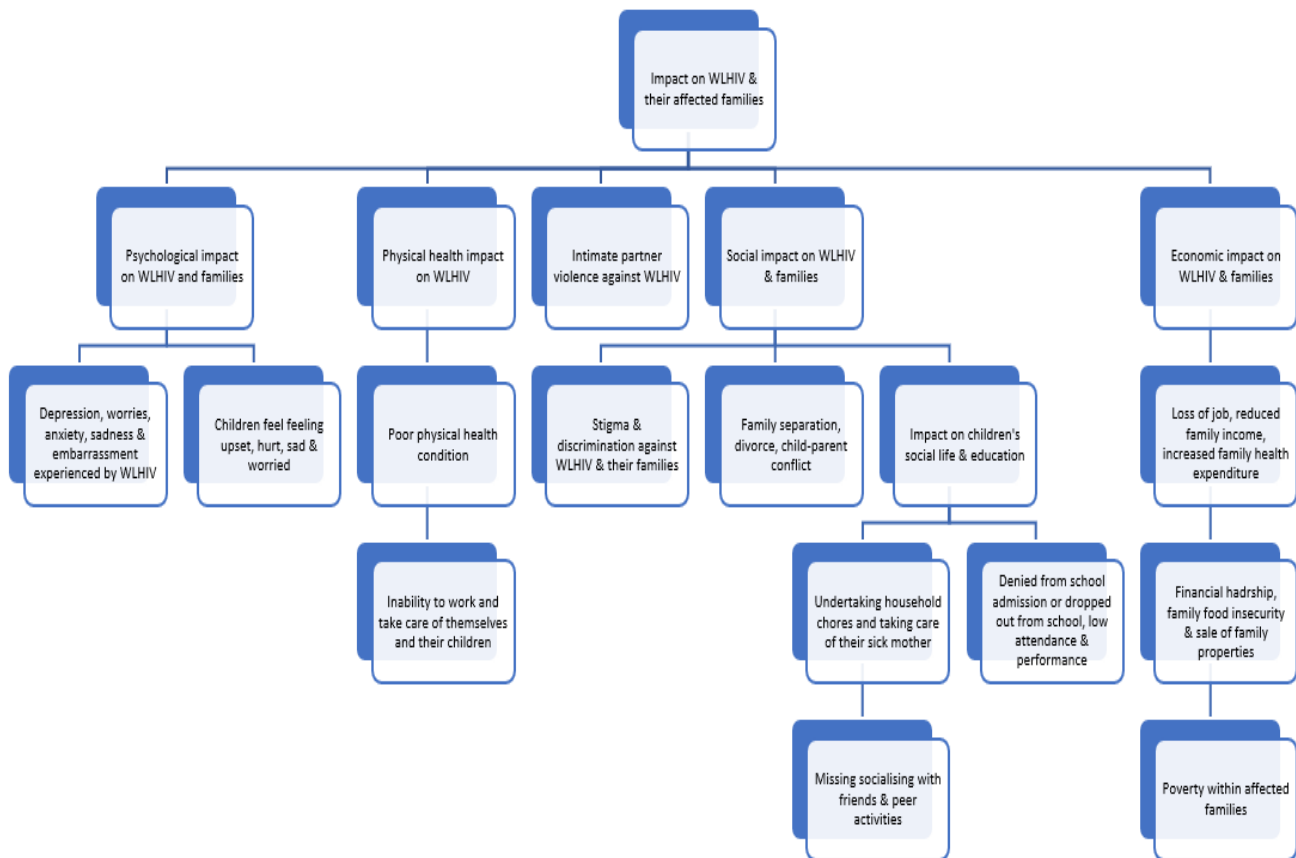 Impact on WLHIV &
their affected families
Psychological impact
on WLHIV and families
Physical health impact
on WLHIV
Intimate partner
violence against WLHIV
Social impact on WLHIV
& families
Economic impact on
WLHIV & families
Depression, worries,
anxiety, sadness &
embarrassment
experienced by WLHIV
Children feel feeling
upset, hurt, sad &
worried
Poor physical health
condition
Stigma &
discrimination against
WLHIV & their families
Family separation,
divorce, child-parent
conflict
Impact on children's
social life & education
Loss of job, reduced
family income,
increased family health
expenditure
Inability to work and
take care of themselves
and their children
Undertaking household
chores and taking care
of their sick mother
Denied from school
admission or dropped
out from school, low
attendance &
performance
Financial hadrship,
family food insecurity
& sale of family
properties
Missing socialising with
friends & peer
activities
Poverty within affected
families